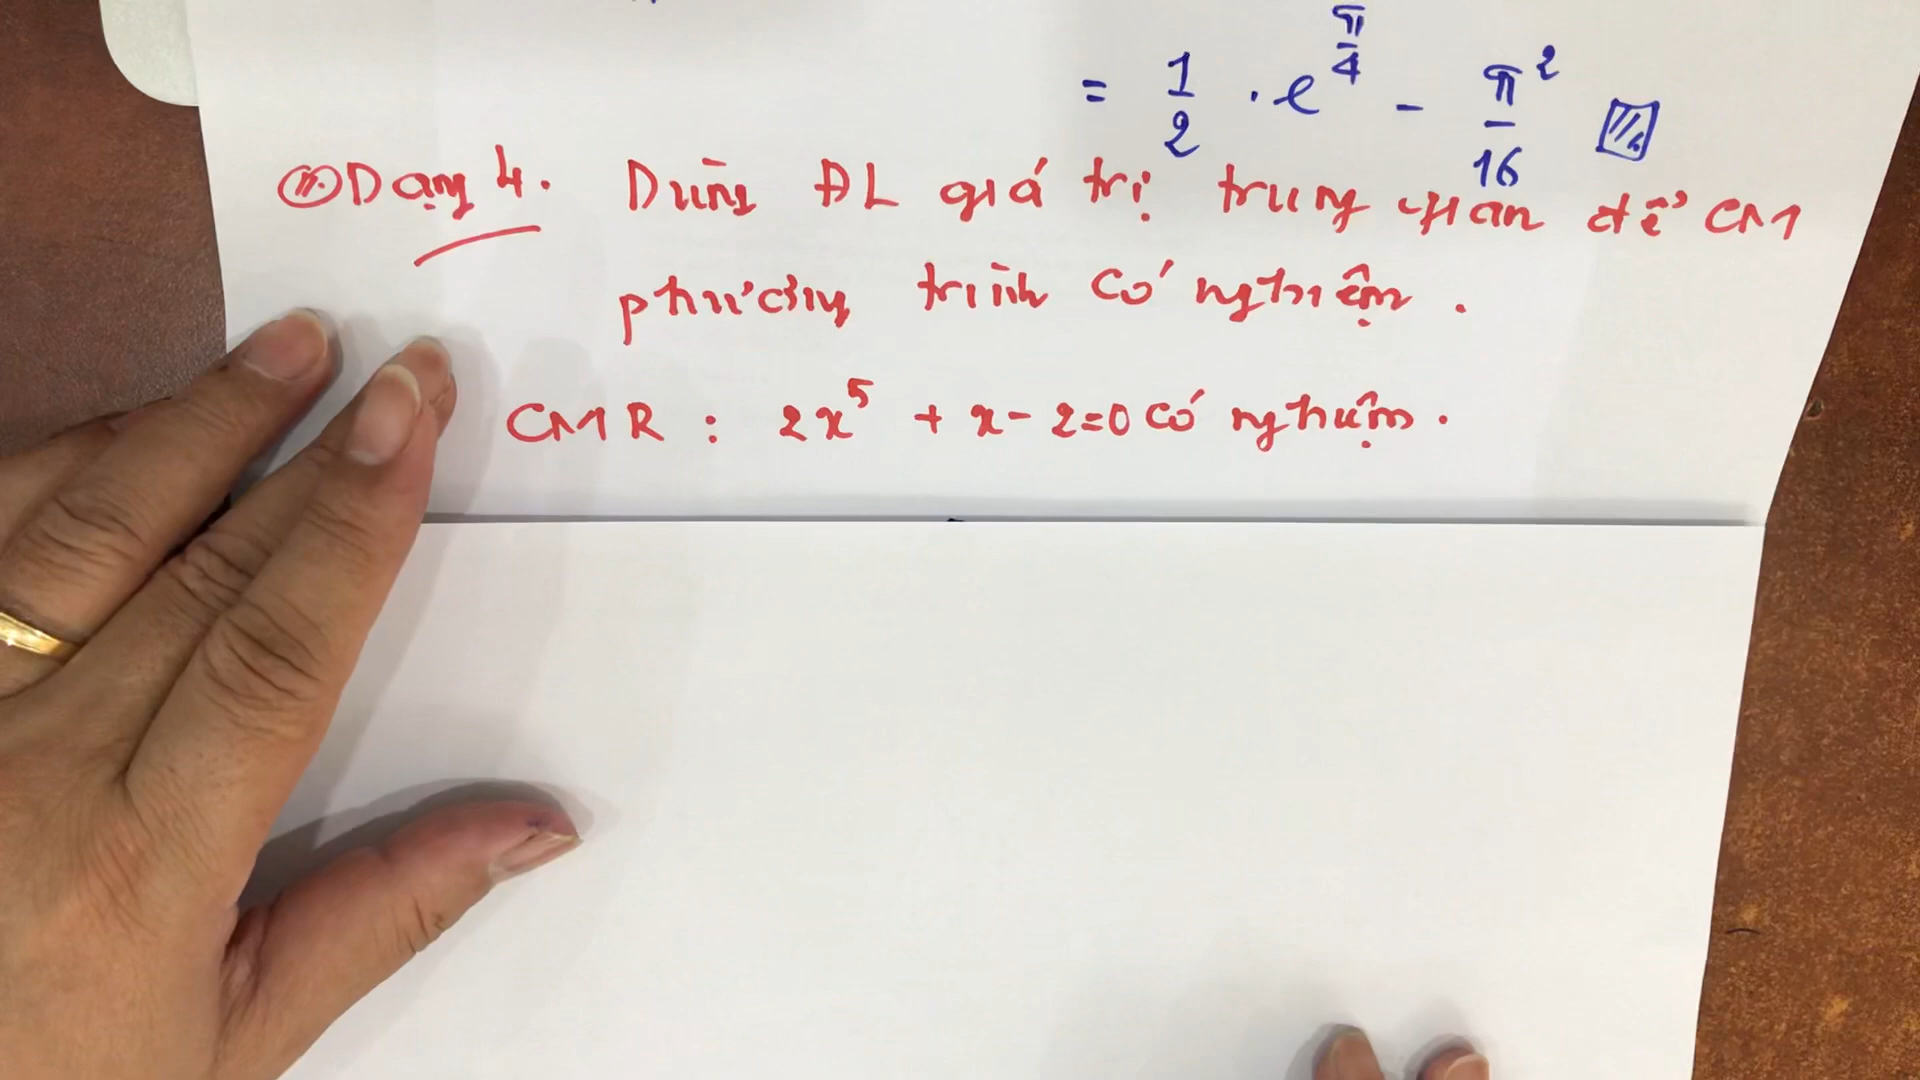 = 1/2 . e^(π/4) - π²/16
Dạng 4. Dùng ĐL giá trị trung gian để CM
phương trình có nghiệm.
CMR : 2x⁵ + x - 2 = 0 có nghiệm.